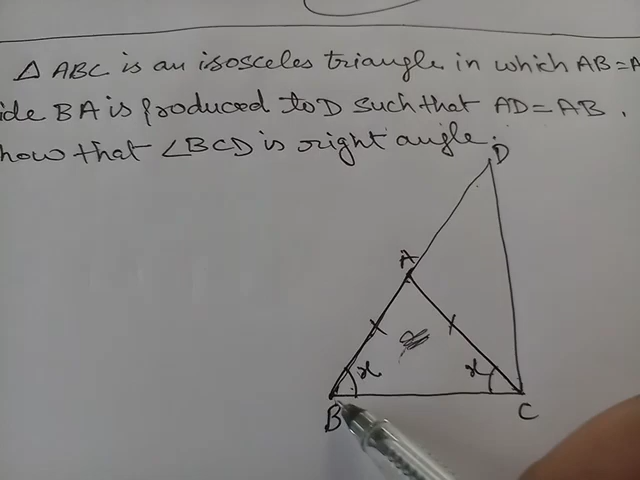 △ ABC is an isosceles triangle in which AB=A
ide BA is produced to D such that AD=AB.
how that ∠BCD is right angle.
D
A
x x
B C